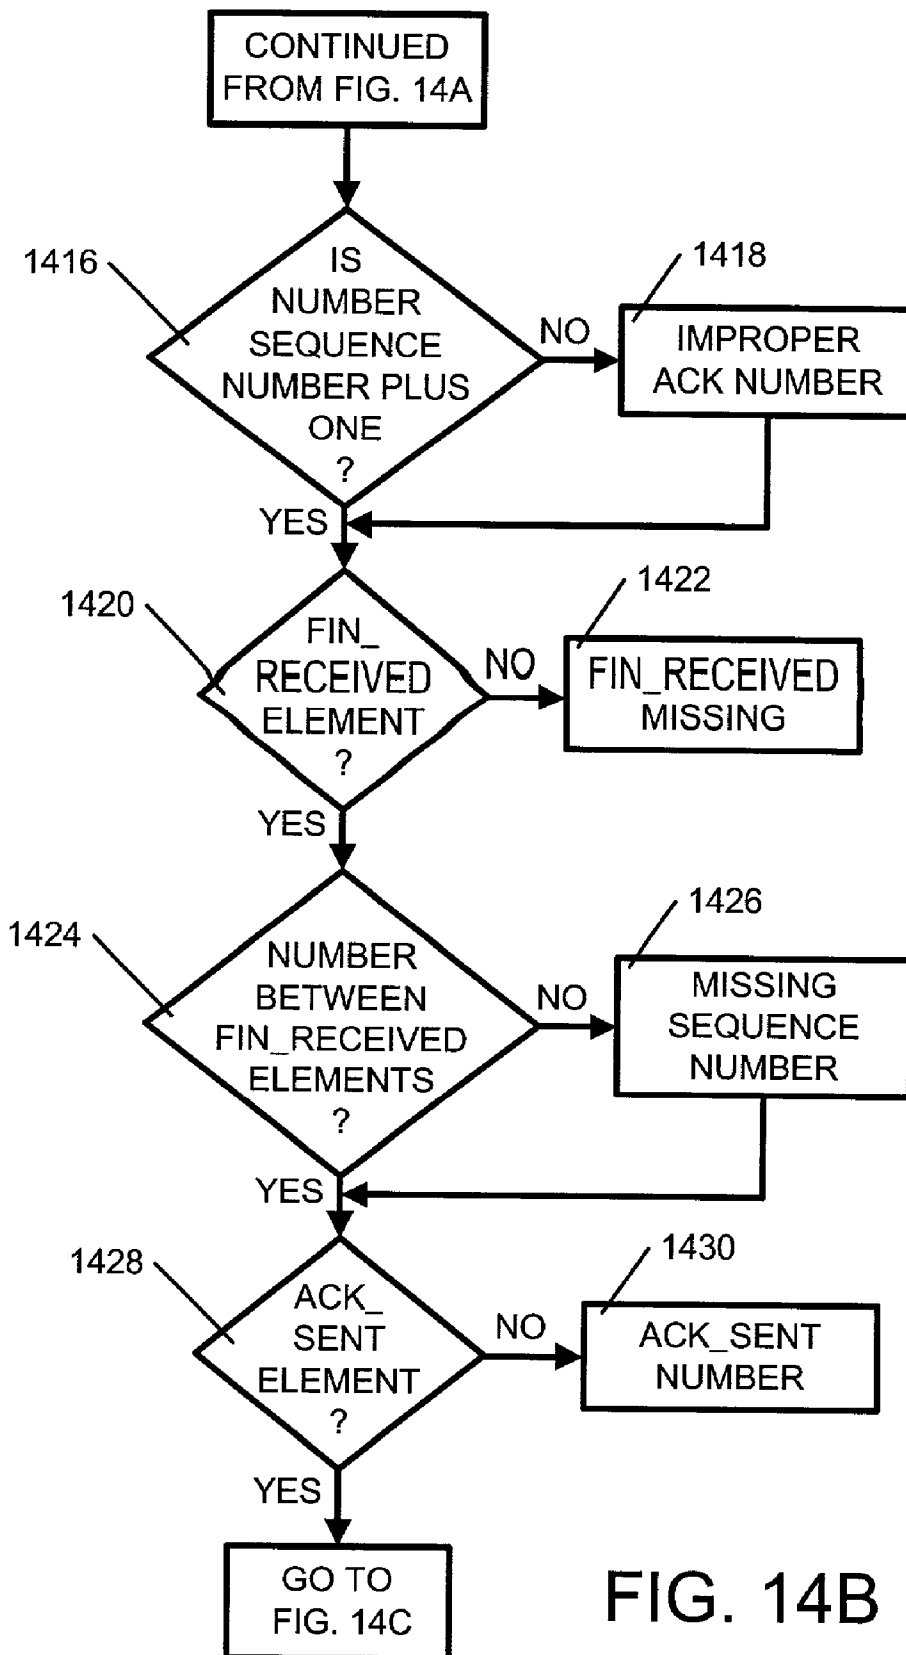 CONTINUED
FROM FIG. 14A
1416
IS
NUMBER
SEQUENCE
NUMBER PLUS
ONE
?
NO
1418
IMPROPER
ACK NUMBER
YES
1420
FIN_
RECEIVED
ELEMENT
?
NO
1422
FIN_RECEIVED
MISSING
YES
1424
NUMBER
BETWEEN
FIN_RECEIVED
ELEMENTS
?
NO
1426
MISSING
SEQUENCE
NUMBER
YES
1428
ACK_
SENT
ELEMENT
?
NO
1430
ACK_SENT
NUMBER
YES
GO TO
FIG. 14C
FIG. 14B